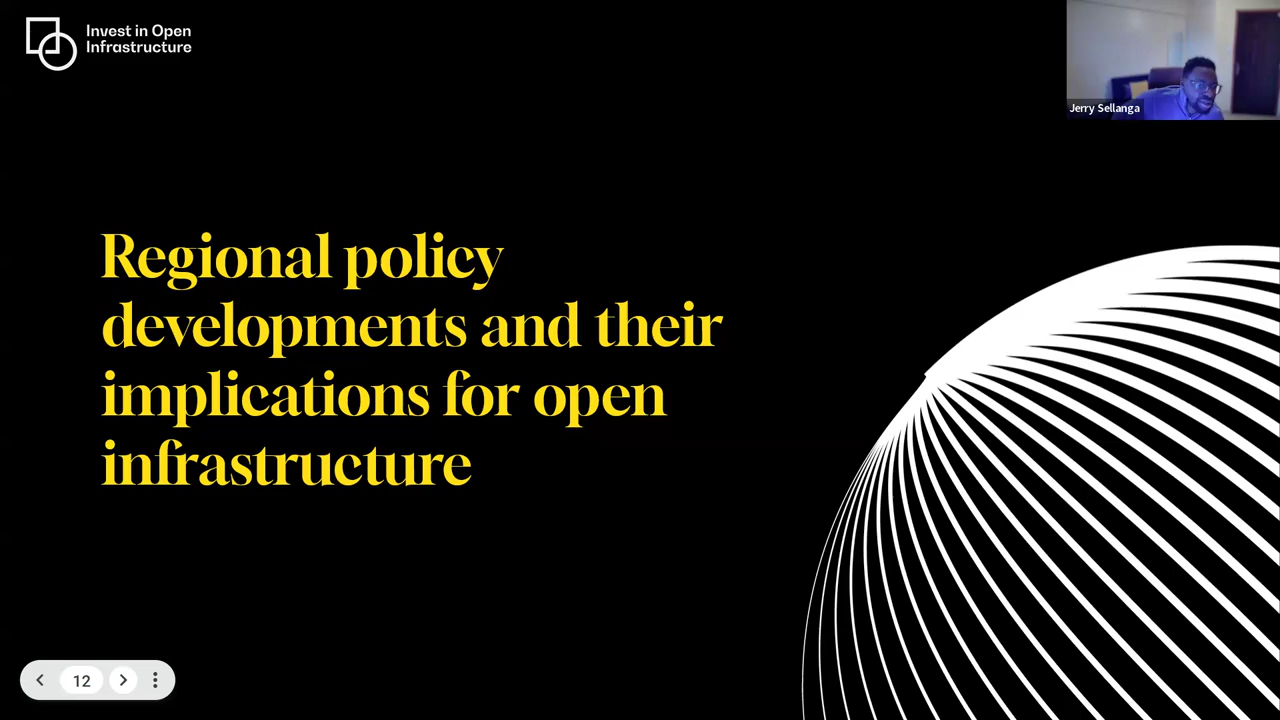 Invest in Open
Infrastructure
Jerry Sellanga
Regional policy
developments and their
implications for open
infrastructure
12